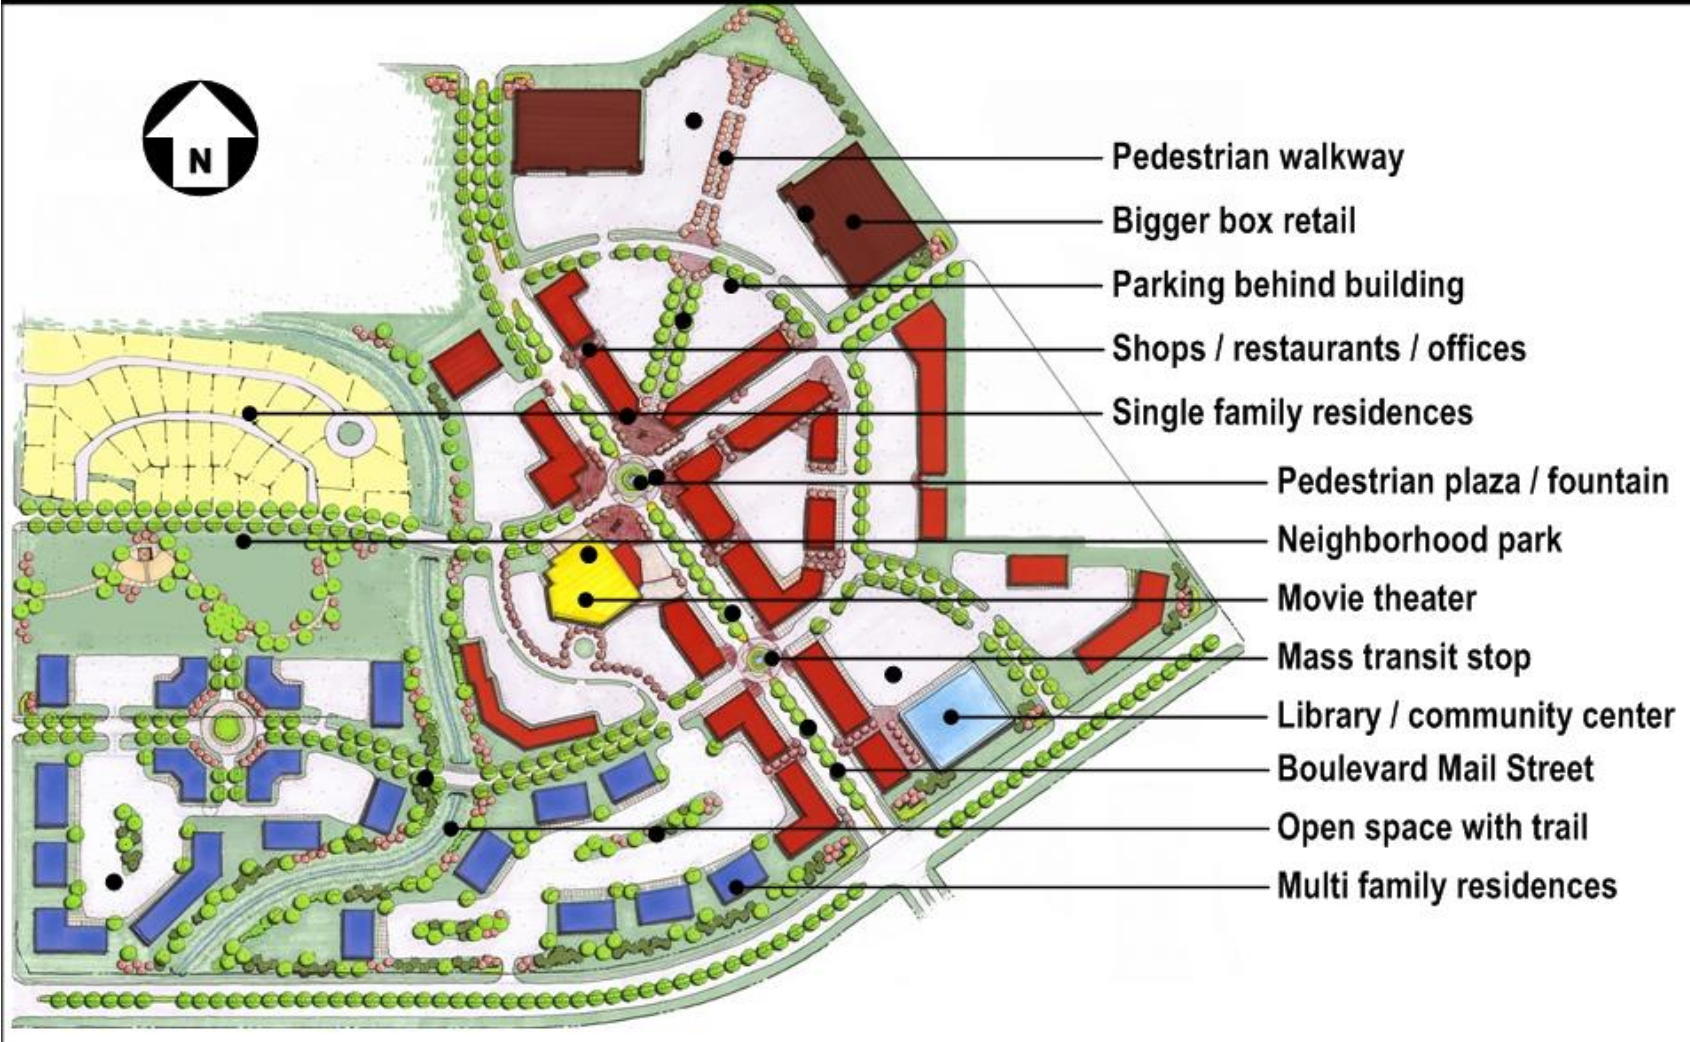 N
Pedestrian walkway
Bigger box retail
Parking behind building
Shops / restaurants / offices
Single family residences
Pedestrian plaza / fountain
Neighborhood park
Movie theater
Mass transit stop
Library / community center
Boulevard Mail Street
Open space with trail
Multi family residences